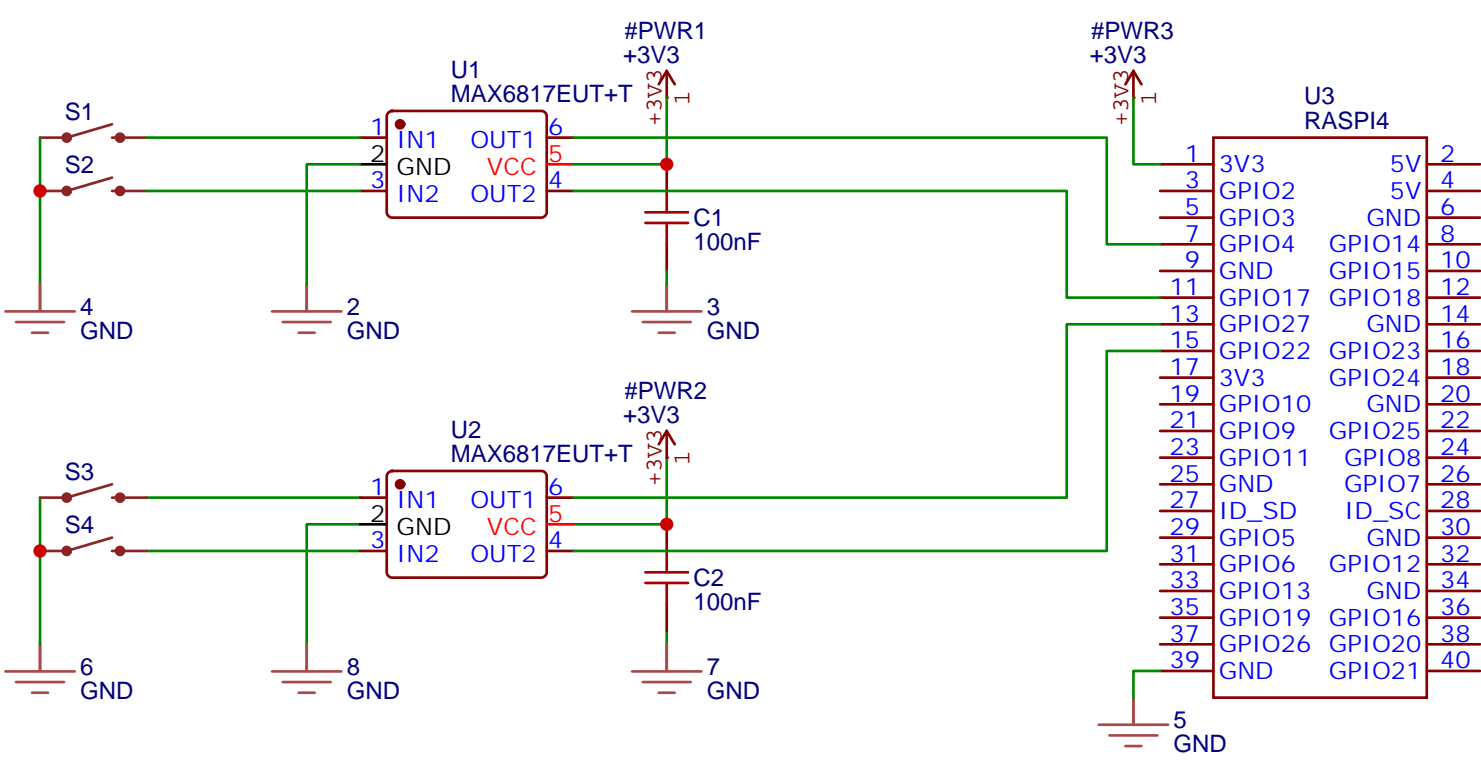 #PWR1
+3V3
+3V3
1
#PWR3
+3V3
+3V3
1
U1
MAX6817EUT+T
S1
S2
1 IN1 OUT1 6
2 GND VCC 5
3 IN2 OUT2 4
C1
100nF
4
GND
2
GND
3
GND
#PWR2
+3V3
+3V3
1
U2
MAX6817EUT+T
S3
S4
1 IN1 OUT1 6
2 GND VCC 5
3 IN2 OUT2 4
C2
100nF
6
GND
8
GND
7
GND
U3
RASPI4
1 3V3 5V 2
3 GPIO2 5V 4
5 GPIO3 GND 6
7 GPIO4 GPIO14 8
9 GND GPIO15 10
11 GPIO17 GPIO18 12
13 GPIO27 GND 14
15 GPIO22 GPIO23 16
17 3V3 GPIO24 18
19 GPIO10 GND 20
21 GPIO9 GPIO25 22
23 GPIO11 GPIO8 24
25 GND GPIO7 26
27 ID_SD ID_SC 28
29 GPIO5 GND 30
31 GPIO6 GPIO12 32
33 GPIO13 GND 34
35 GPIO19 GPIO16 36
37 GPIO26 GPIO20 38
39 GND GPIO21 40
5
GND